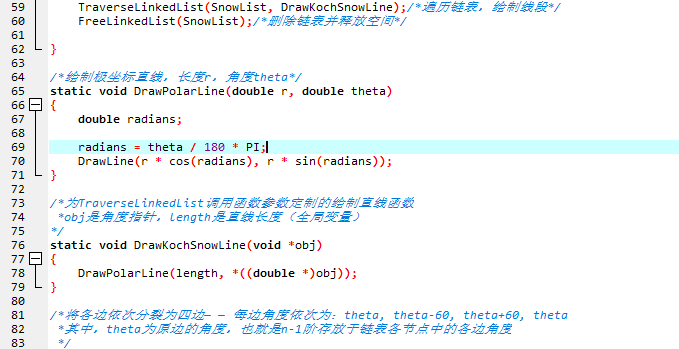 59 TraverseLinkedList(SnowList, DrawKochSnowLine);/*遍历链表，绘制线段*/
60 FreeLinkedList(SnowList);/*删除链表并释放空间*/
61
62 }
63
64 /*绘制极坐标直线，长度r，角度theta*/
65 static void DrawPolarLine(double r, double theta)
66 {
67 double radians;
68
69 radians = theta / 180 * PI;
70 DrawLine(r * cos(radians), r * sin(radians));
71 }
72
73 /*为TraverseLinkedList调用函数参数定制的绘制直线函数
74 *obj是角度指针，length是直线长度（全局变量）
75 */
76 static void DrawKochSnowLine(void *obj)
77 {
78 DrawPolarLine(length, *((double *)obj));
79 }
80
81 /*将各边依次分裂为四边— — 每边角度依次为：theta, theta-60, theta+60, theta
82 *其中，theta为原边的角度，也就是n-1阶存放于链表各节点中的各边角度
83 */